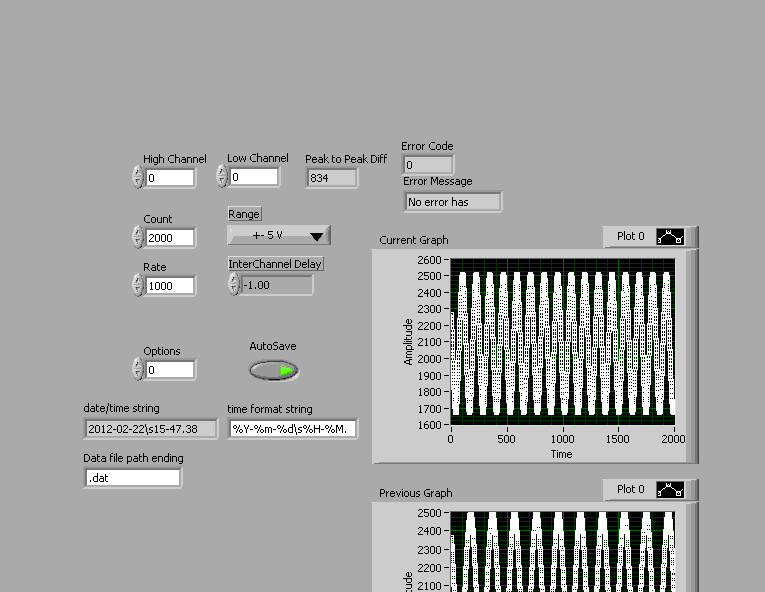 Error Code
High Channel
Low Channel
Peak to Peak Diff
0
0
0
834
Error Message
No error has
Count
Range
2000
+- 5 V
Current Graph
Plot 0
Rate
InterChannel Delay
1000
-1.00
2600
2500
2400
2300
2200
2100
2000
1900
1800
1700
1600
Amplitude
0
500
1000
1500
2000
Time
Options
AutoSave
0
date/time string
time format string
2012-02-22\s15-47.38
%Y-%m-%d\s%H-%M.
Data file path ending
.dat
Previous Graph
Plot 0
2500
2400
2300
2200
2100